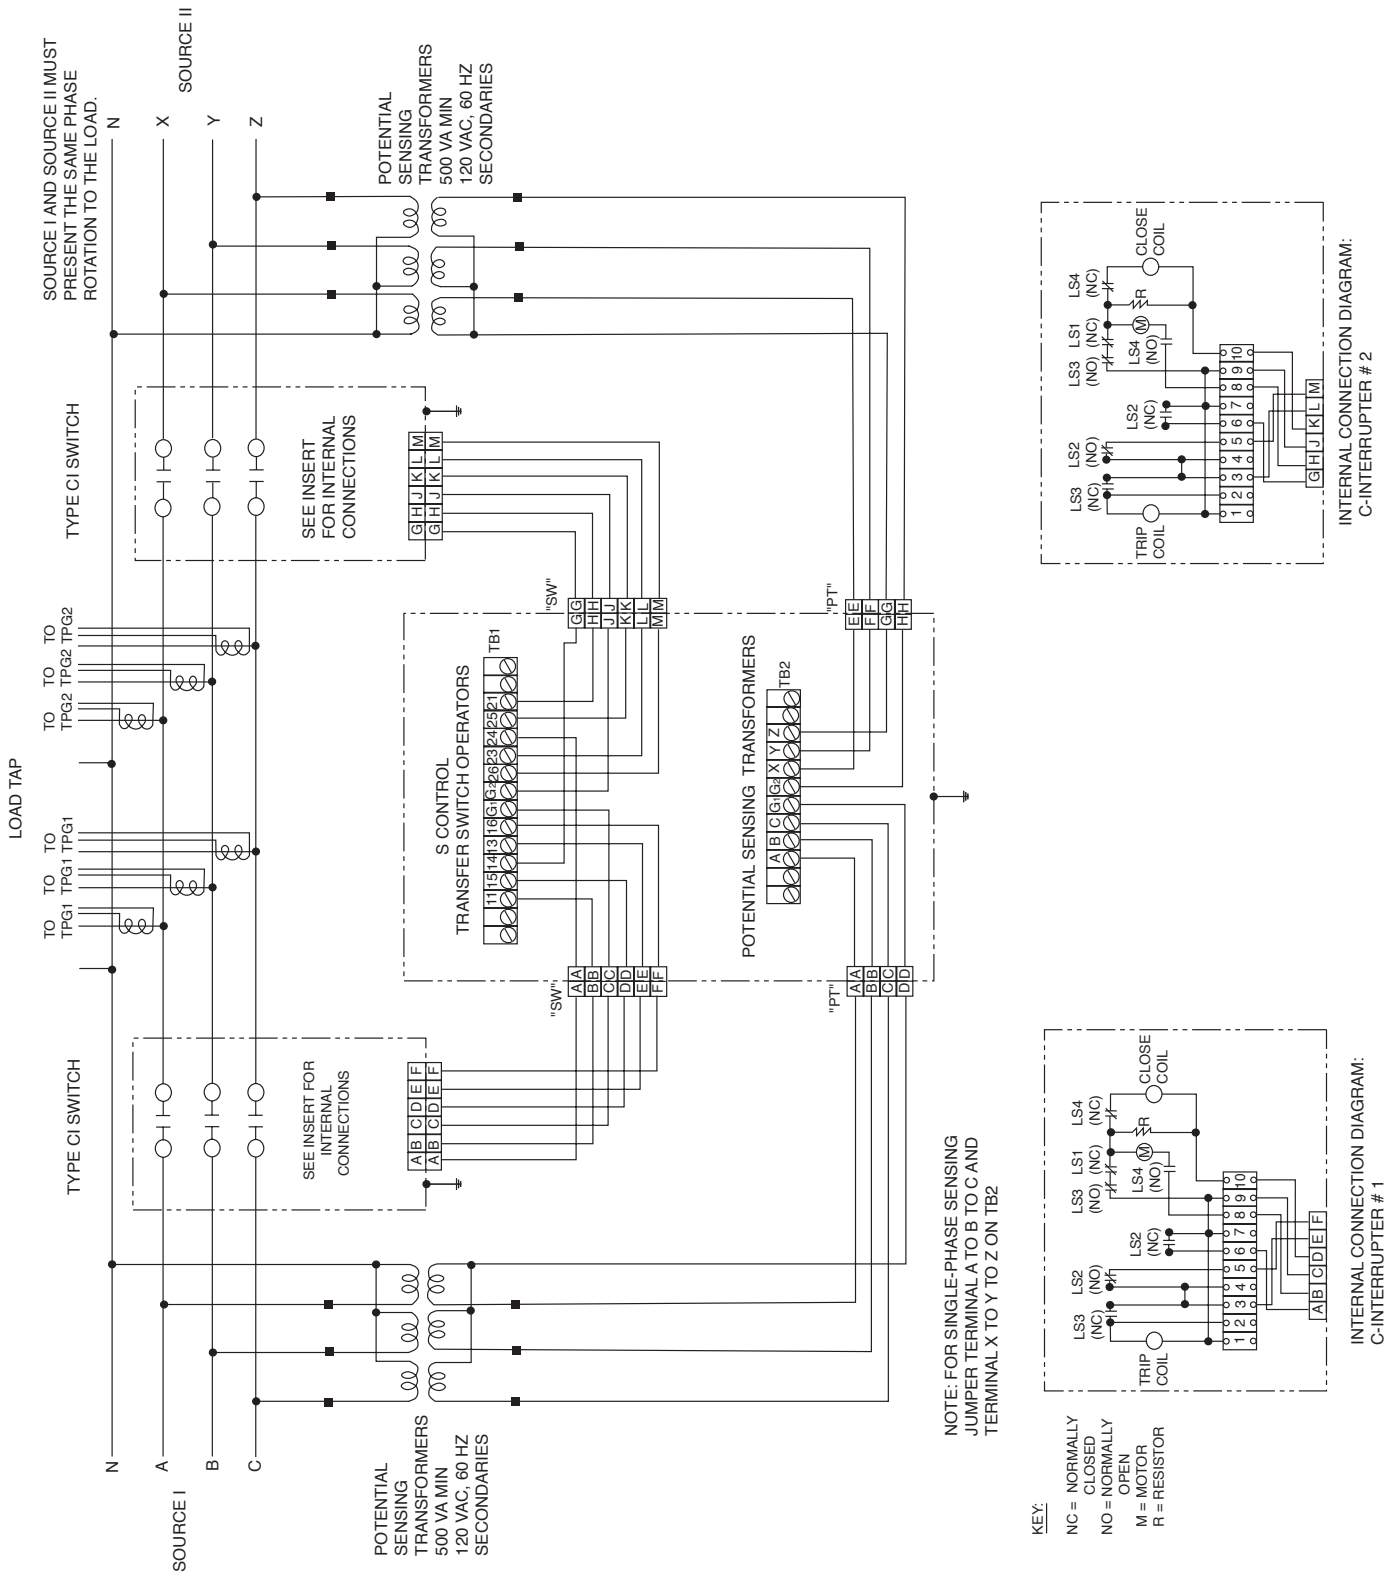 SOURCE I AND SOURCE II MUST
PRESENT THE SAME PHASE
ROTATION TO THE LOAD.
SOURCE I
N
A
B
C
SOURCE II
N
X
Y
Z
LOAD TAP
TO
TPG1
TO
TPG1
TO
TPG1
TO
TPG2
TO
TPG2
TO
TPG2
TYPE CI SWITCH
SEE INSERT FOR
INTERNAL
CONNECTIONS
A B C D E F
A B C D E F
TYPE CI SWITCH
SEE INSERT
FOR INTERNAL
CONNECTIONS
G H J K L M
G H J K L M
POTENTIAL
SENSING
TRANSFORMERS
500 VA MIN
120 VAC, 60 HZ
SECONDARIES
POTENTIAL
SENSING
TRANSFORMERS
500 VA MIN
120 VAC, 60 HZ
SECONDARIES
S CONTROL
TRANSFER SWITCH OPERATORS
TB1
11 15 14 13 16 G1 G2 26 23 24 25 21
"SW"
A A
B B
C C
D D
E E
F F
"SW"
G G
H H
J J
K K
L L
M M
POTENTIAL SENSING TRANSFORMERS
TB2
A B C G1 G2 X Y Z
"PT"
A A
B B
C C
D D
"PT"
E E
F F
G G
H H
NOTE: FOR SINGLE-PHASE SENSING
JUMPER TERMINAL A TO B TO C AND
TERMINAL X TO Y TO Z ON TB2
KEY:
NC = NORMALLY
CLOSED
NO = NORMALLY
OPEN
M = MOTOR
R = RESISTOR
TRIP
COIL
LS3
(NC)
LS2
(NO)
LS2
(NC)
LS3
(NO)
LS1
(NC)
LS4
(NO)
M
R
LS4
(NC)
CLOSE
COIL
1 2 3 4 5 6 7 8 9 10
A B C D E F
INTERNAL CONNECTION DIAGRAM:
C-INTERRUPTER # 1
TRIP
COIL
LS3
(NC)
LS2
(NO)
LS2
(NC)
LS3
(NO)
LS1
(NC)
LS4
(NO)
M
R
LS4
(NC)
CLOSE
COIL
1 2 3 4 5 6 7 8 9 10
G H J K L M
INTERNAL CONNECTION DIAGRAM:
C-INTERRUPTER # 2